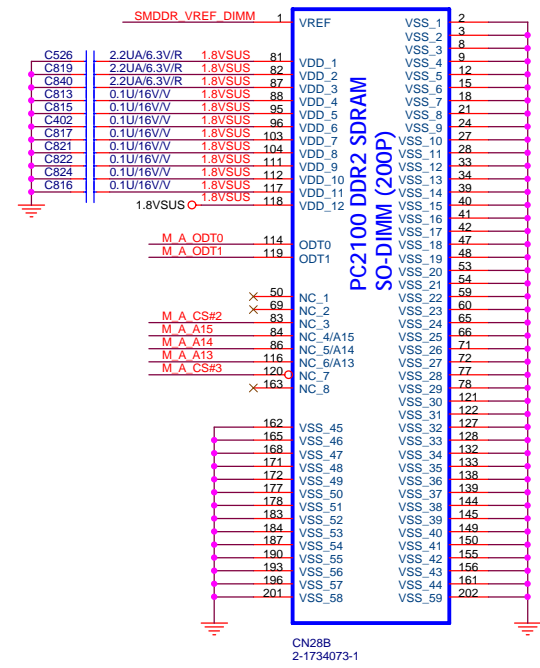 SMDDR_VREF_DIMM 1 VREF
C526 2.2UA/6.3V/R 1.8VSUS 81 VDD_1
C819 2.2UA/6.3V/R 1.8VSUS 82 VDD_2
C840 2.2UA/6.3V/R 1.8VSUS 87 VDD_3
C813 0.1U/16V/V 1.8VSUS 88 VDD_4
C815 0.1U/16V/V 1.8VSUS 95 VDD_5
C402 0.1U/16V/V 1.8VSUS 96 VDD_6
C817 0.1U/16V/V 1.8VSUS 103 VDD_7
C821 0.1U/16V/V 1.8VSUS 104 VDD_8
C822 0.1U/16V/V 1.8VSUS 111 VDD_9
C824 0.1U/16V/V 1.8VSUS 112 VDD_10
C816 0.1U/16V/V 1.8VSUS 117 VDD_11
1.8VSUS
1.8VSUS 118 VDD_12
M_A_ODT0 114 ODT0
M_A_ODT1 119 ODT1
50 NC_1
69 NC_2
M_A_CS#2 83 NC_3
M_A_A15 84 NC_4/A15
M_A_A14 86 NC_5/A14
M_A_A13 116 NC_6/A13
M_A_CS#3 120 NC_7
163 NC_8
162 VSS_45
165 VSS_46
168 VSS_47
171 VSS_48
172 VSS_49
177 VSS_50
178 VSS_51
183 VSS_52
184 VSS_53
187 VSS_54
190 VSS_55
193 VSS_56
196 VSS_57
201 VSS_58
PC2100 DDR2 SDRAM
SO-DIMM (200P)
VSS_1 2
VSS_2 3
VSS_3 8
VSS_4 9
VSS_5 12
VSS_6 15
VSS_7 18
VSS_8 21
VSS_9 24
VSS_10 27
VSS_11 28
VSS_12 33
VSS_13 34
VSS_14 39
VSS_15 40
VSS_16 41
VSS_17 42
VSS_18 47
VSS_19 48
VSS_20 53
VSS_21 54
VSS_22 59
VSS_23 60
VSS_24 65
VSS_25 66
VSS_26 71
VSS_27 72
VSS_28 77
VSS_29 78
VSS_30 121
VSS_31 122
VSS_32 127
VSS_33 128
VSS_34 132
VSS_35 133
VSS_36 138
VSS_37 139
VSS_38 144
VSS_39 145
VSS_40 149
VSS_41 150
VSS_42 155
VSS_43 156
VSS_44 161
VSS_59 202
CN28B
2-1734073-1